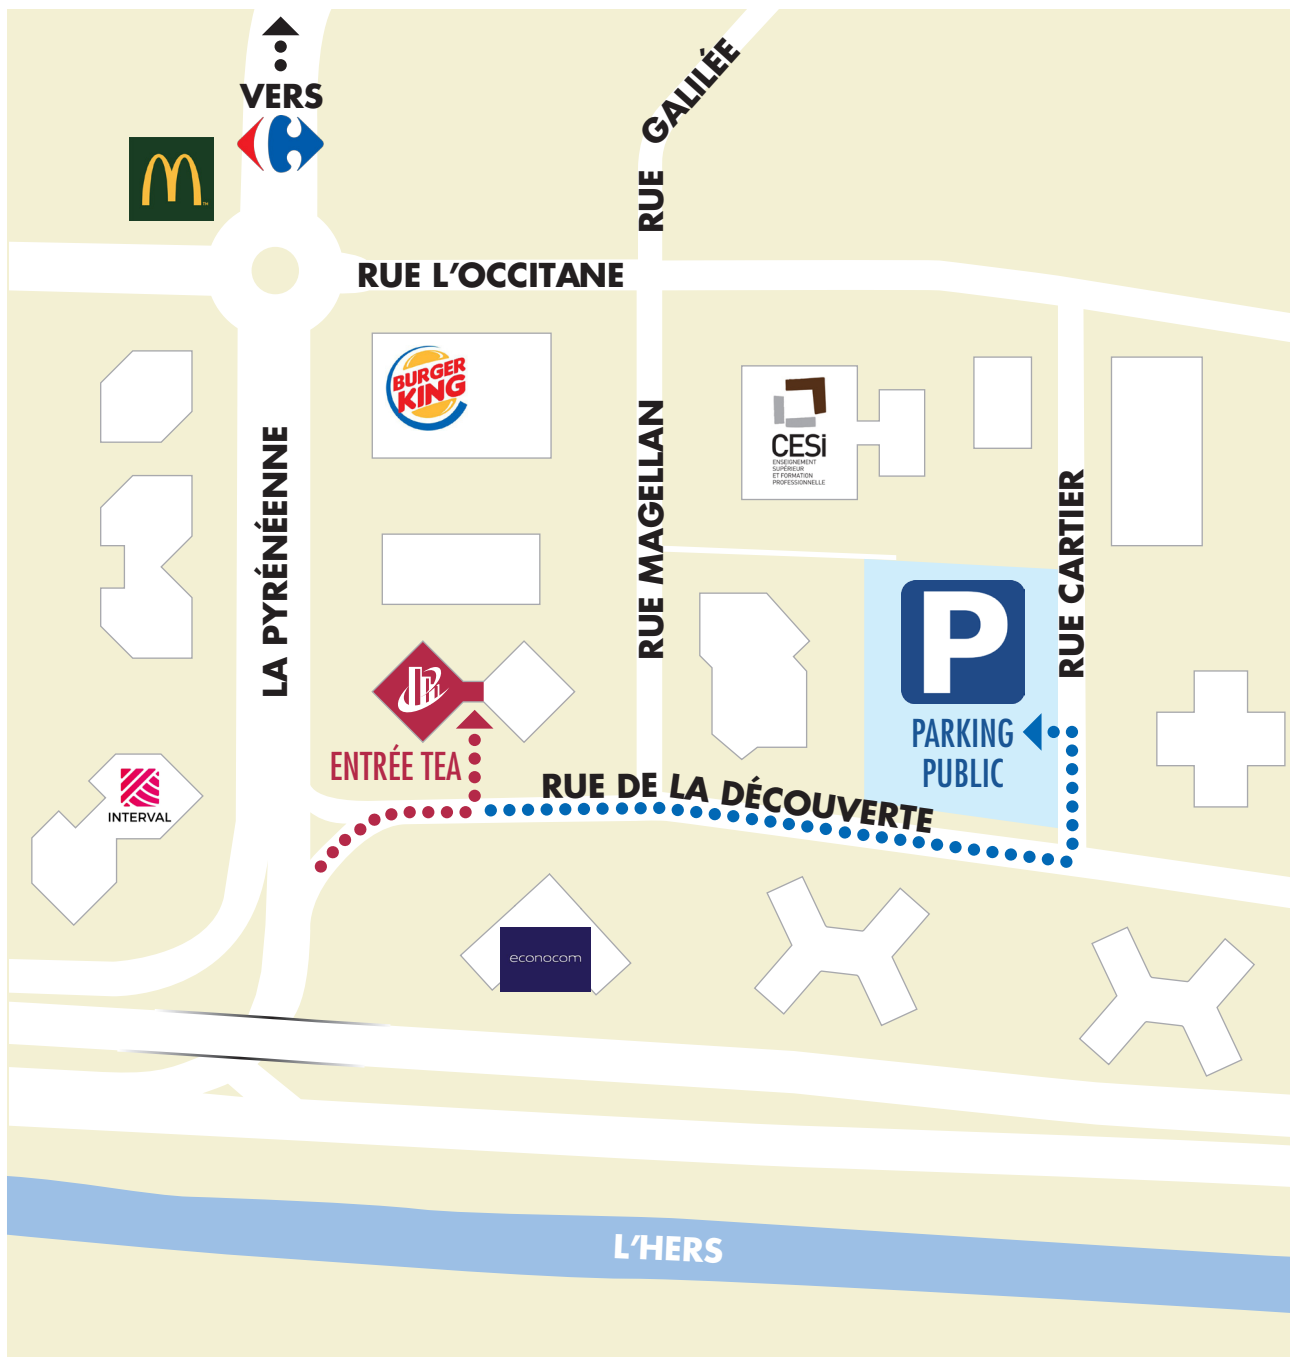 VERS
M
™
RUE GALILÉE
RUE L'OCCITANE
BURGER
KING
CESi
ENSEIGNEMENT
SUPÉRIEUR
ET FORMATION
PROFESSIONNELLE
LA PYRÉNÉENNE
RUE MAGELLAN
RUE CARTIER
P
PARKING
PUBLIC
ENTRÉE TEA
RUE DE LA DÉCOUVERTE
INTERVAL
econocom
L'HERS